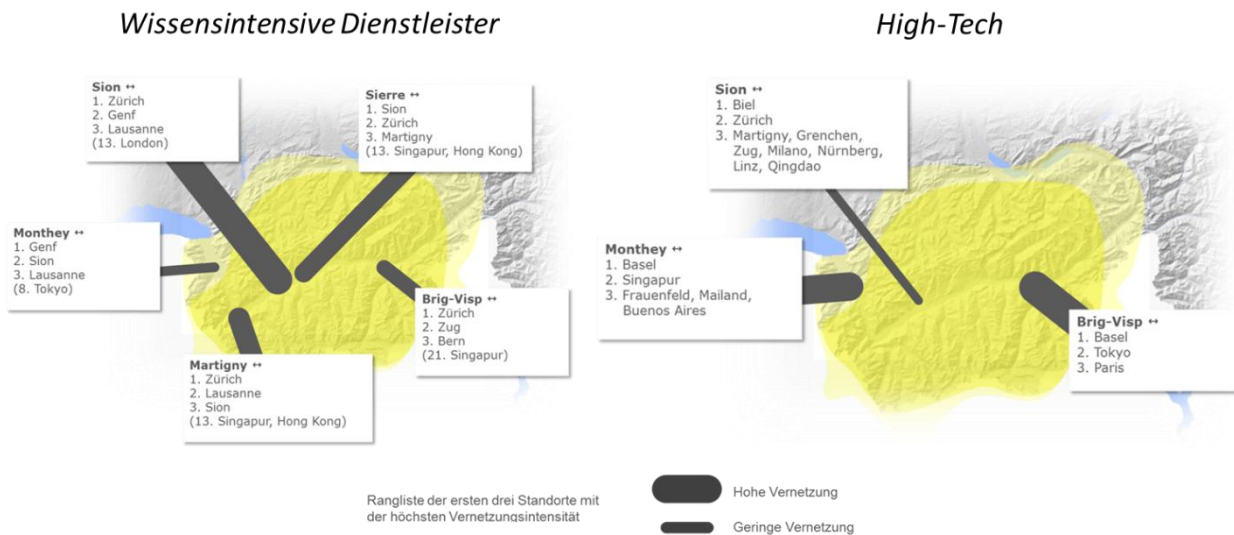 Wissensintensive Dienstleister
High-Tech
Sion ↔
1. Zürich
2. Genf
3. Lausanne
(13. London)
Sierre ↔
1. Sion
2. Zürich
3. Martigny
(13. Singapur, Hong Kong)
Monthey ↔
1. Genf
2. Sion
3. Lausanne
(8. Tokyo)
Brig-Visp ↔
1. Zürich
2. Zug
3. Bern
(21. Singapur)
Martigny ↔
1. Zürich
2. Lausanne
3. Sion
(13. Singapur, Hong Kong)
Sion ↔
1. Biel
2. Zürich
3. Martigny, Grenchen,
Zug, Milano, Nürnberg,
Linz, Qingdao
Monthey ↔
1. Basel
2. Singapur
3. Frauenfeld, Mailand,
Buenos Aires
Brig-Visp ↔
1. Basel
2. Tokyo
3. Paris
Rangliste der ersten drei Standorte mit
der höchsten Vernetzungsintensität
Hohe Vernetzung
Geringe Vernetzung